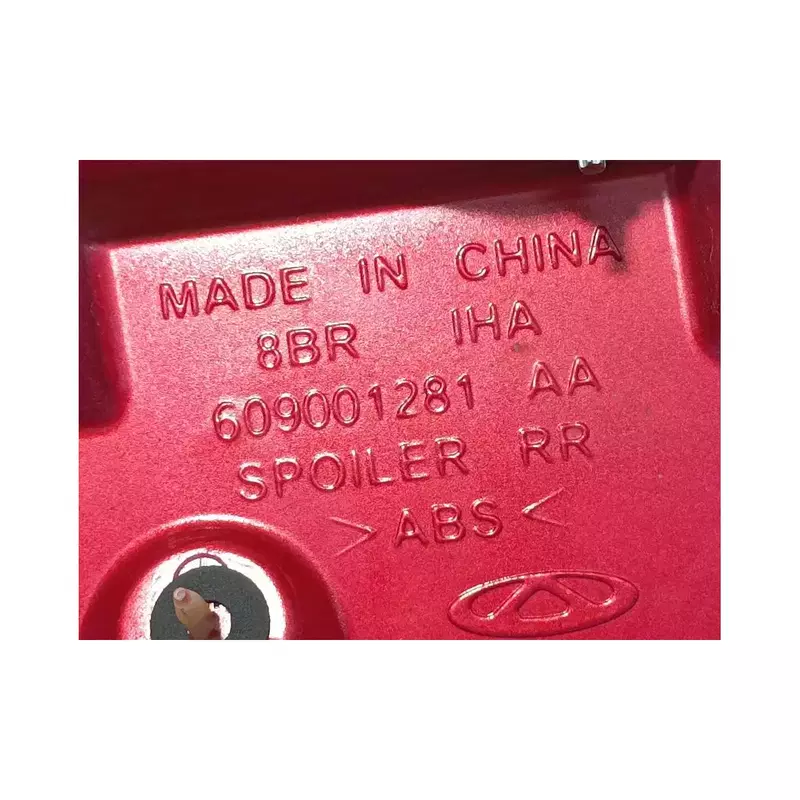 MADE IN CHINA
8BR IHA
609001281 AA
SPOILER RR
>ABS<